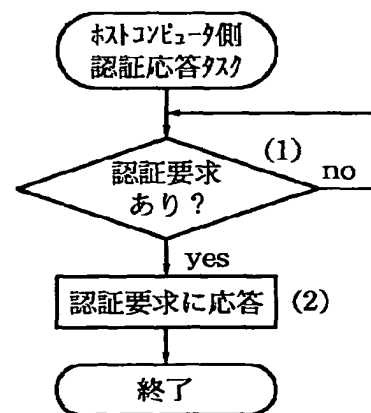 ﾎｽﾄｺﾝﾋﾟｭｰﾀ側
認証応答ﾀｽｸ
(1)
認証要求
あり？
no
yes
認証要求に応答
(2)
終了